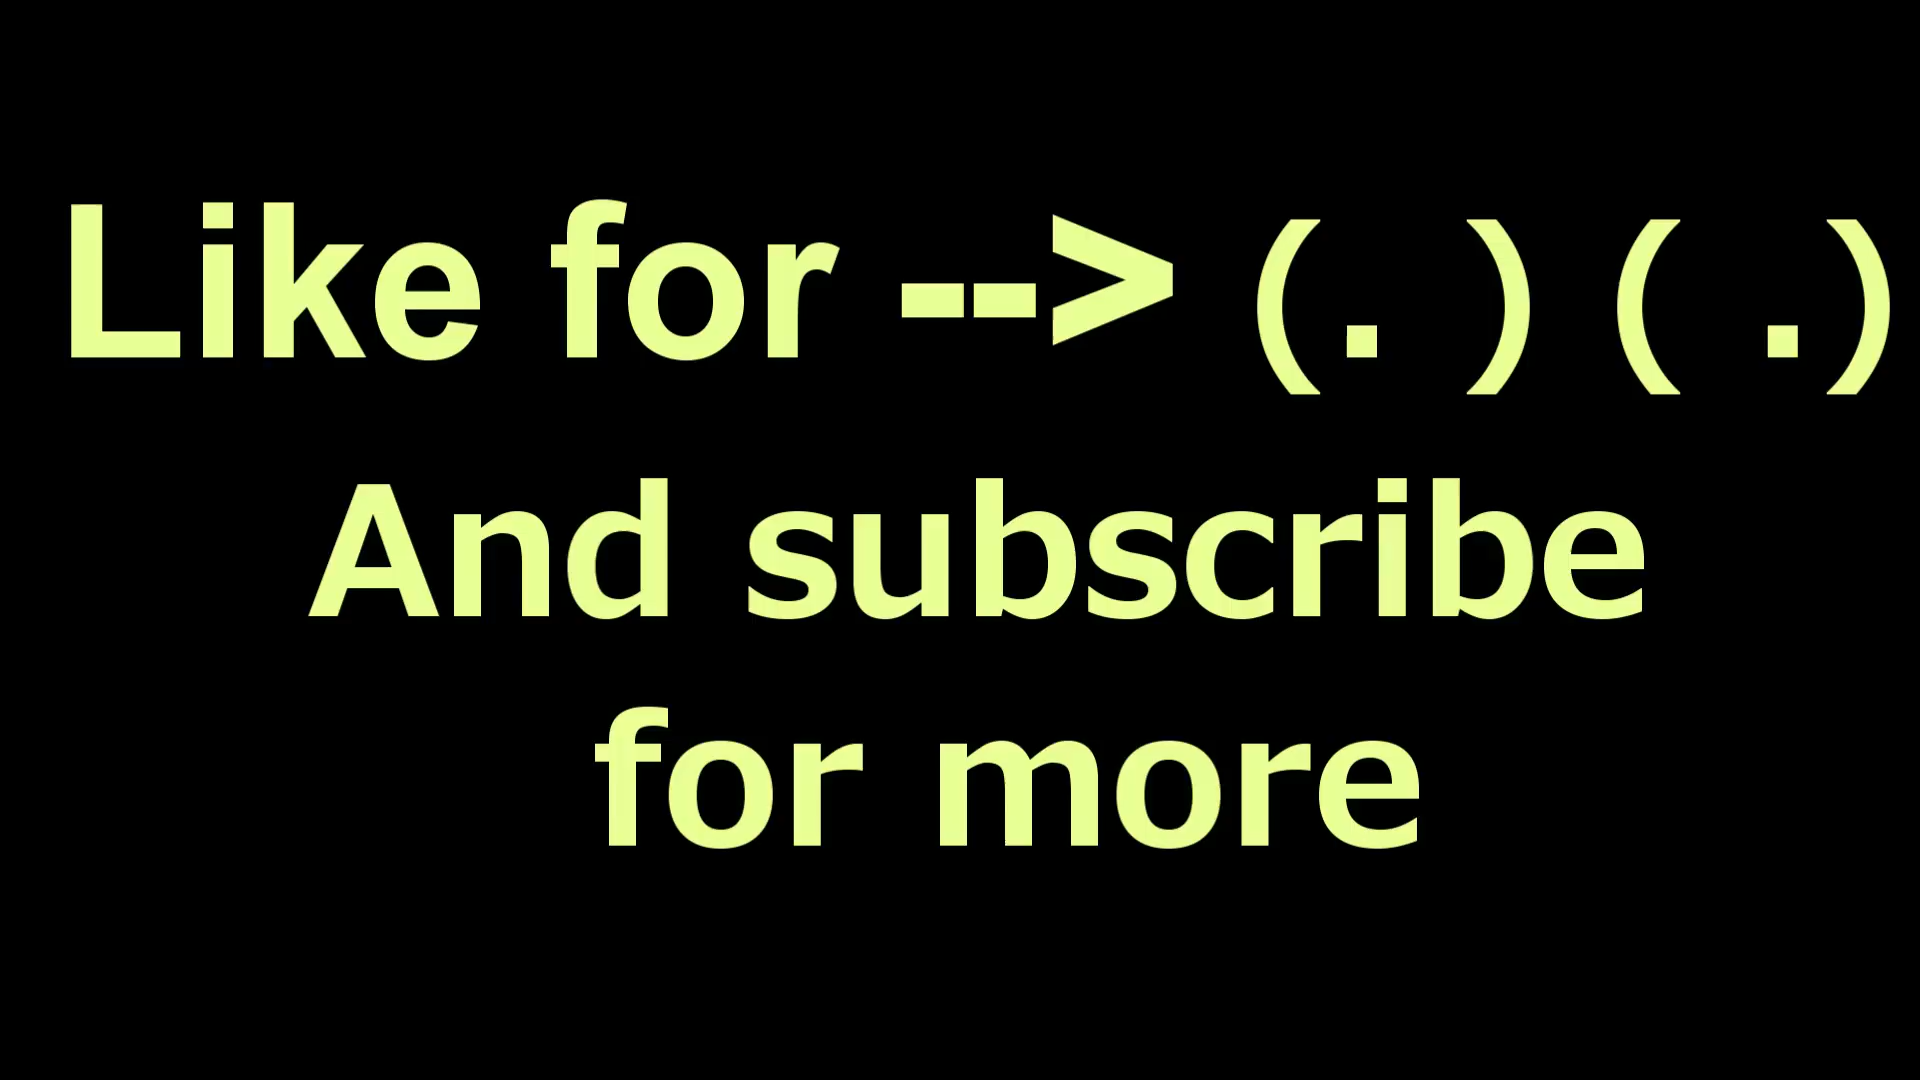 Like for --> (. ) ( .)
And subscribe
for more